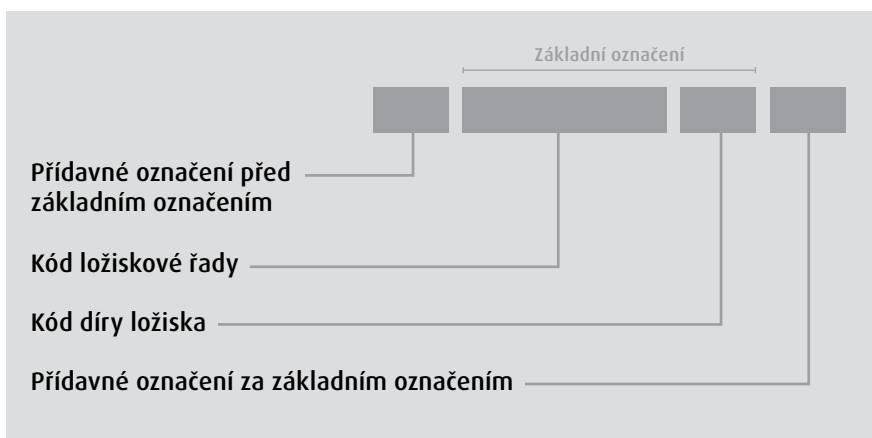 Základní označení
Přídavné označení před
základním označením
Kód ložiskové řady
Kód díry ložiska
Přídavné označení za základním označením